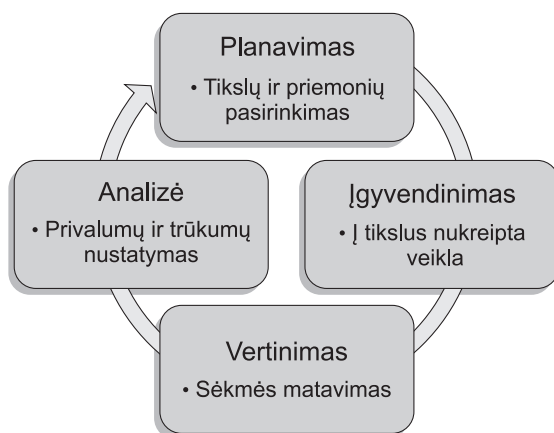 Planavimas
• Tikslų ir priemonių
pasirinkimas
Analizė
• Privalumų ir trūkumų
nustatymas
Įgyvendinimas
• Į tikslus nukreipta
veikla
Vertinimas
• Sėkmės matavimas